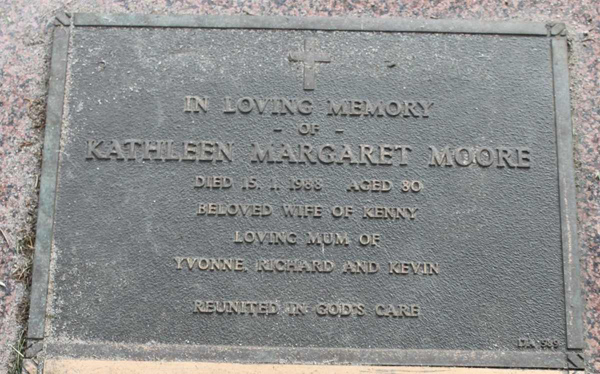 IN LOVING MEMORY
- OF -
KATHLEEN MARGARET MOORE
DIED 15. 1. 1988 AGED 80
BELOVED WIFE OF KENNY
LOVING MUM OF
YVONNE, RICHARD AND KEVIN
REUNITED IN GOD'S CARE